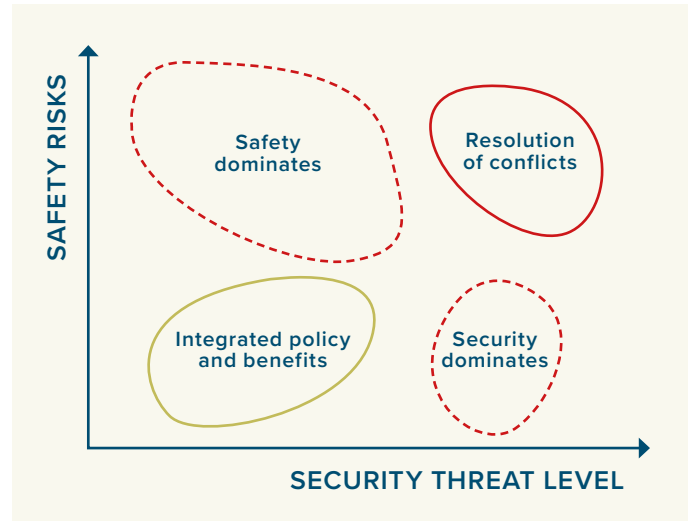 SAFETY RISKS
Safety
dominates
Resolution
of conflicts
Integrated policy
and benefits
Security
dominates
SECURITY THREAT LEVEL